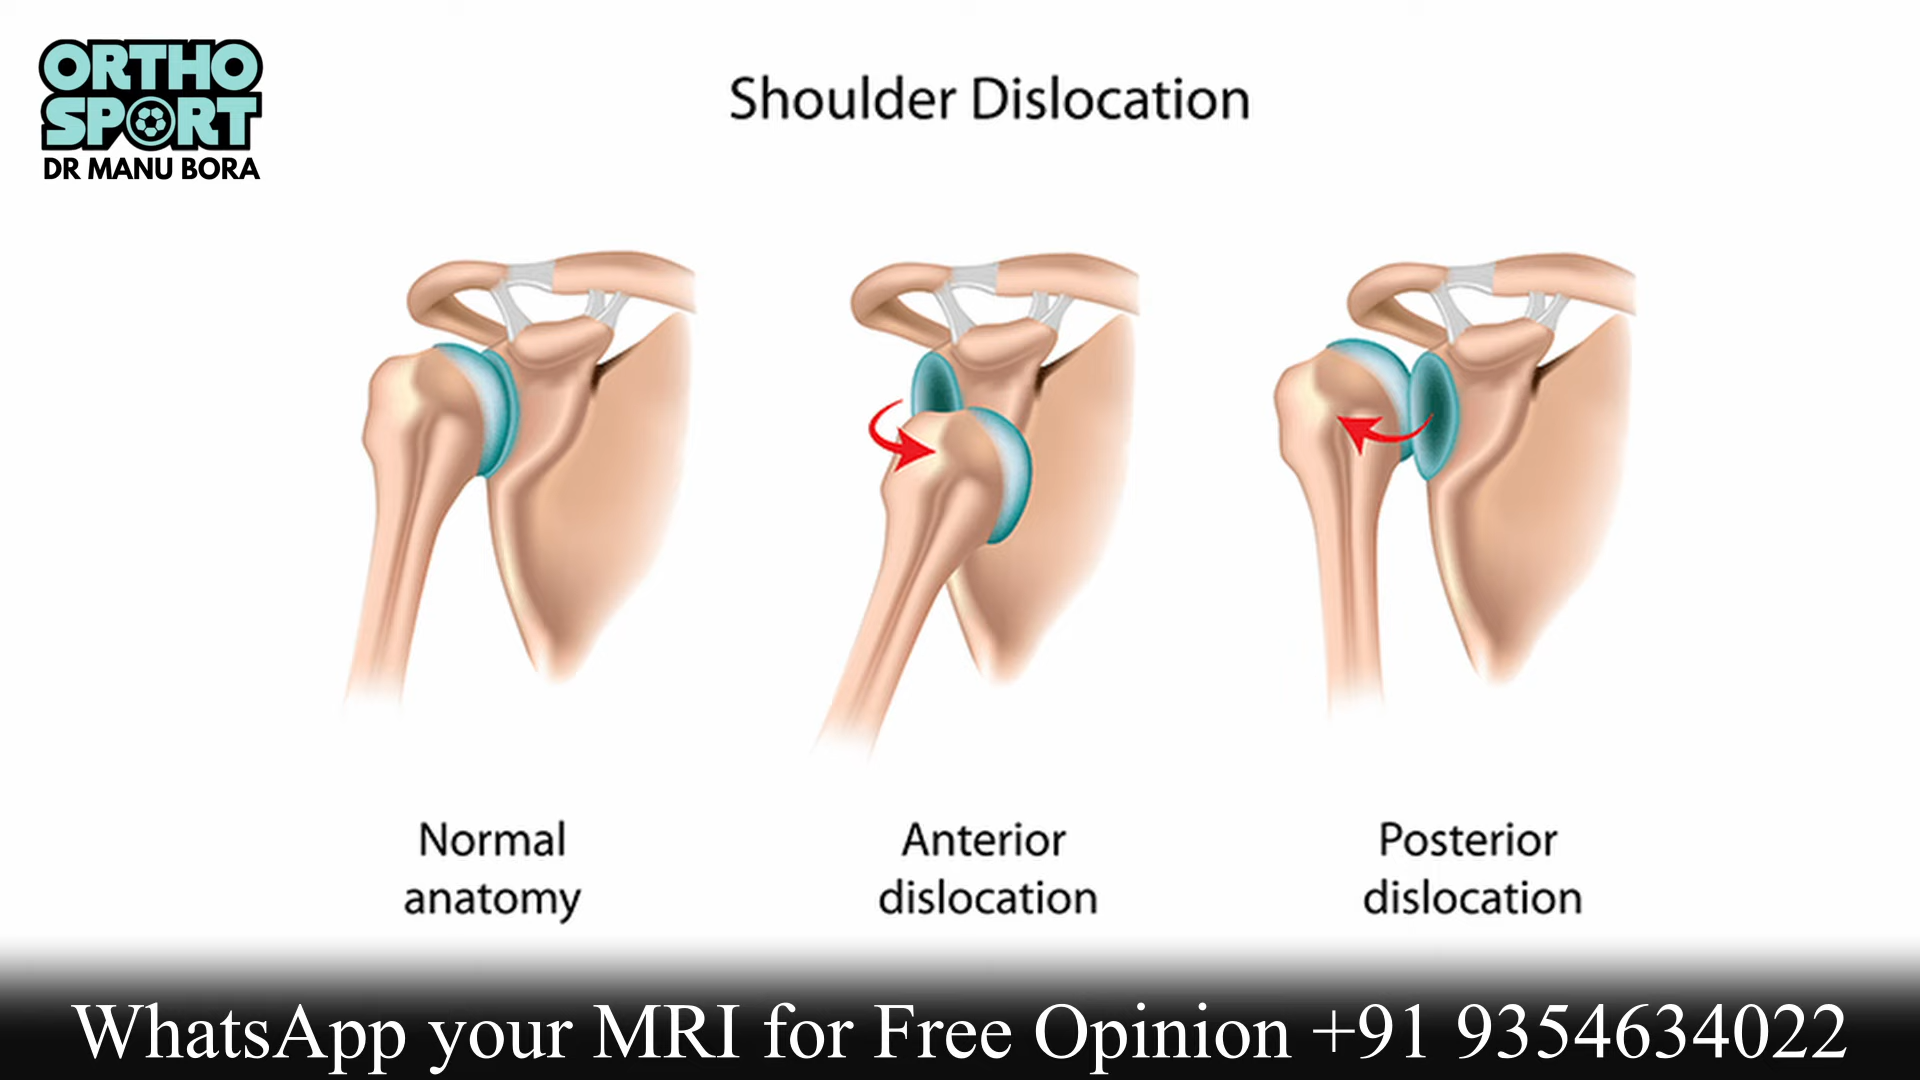 ORTHO
SPORT
DR MANU BORA
Shoulder Dislocation
Normal
anatomy
Anterior
dislocation
Posterior
dislocation
WhatsApp your MRI for Free Opinion +91 9354634022